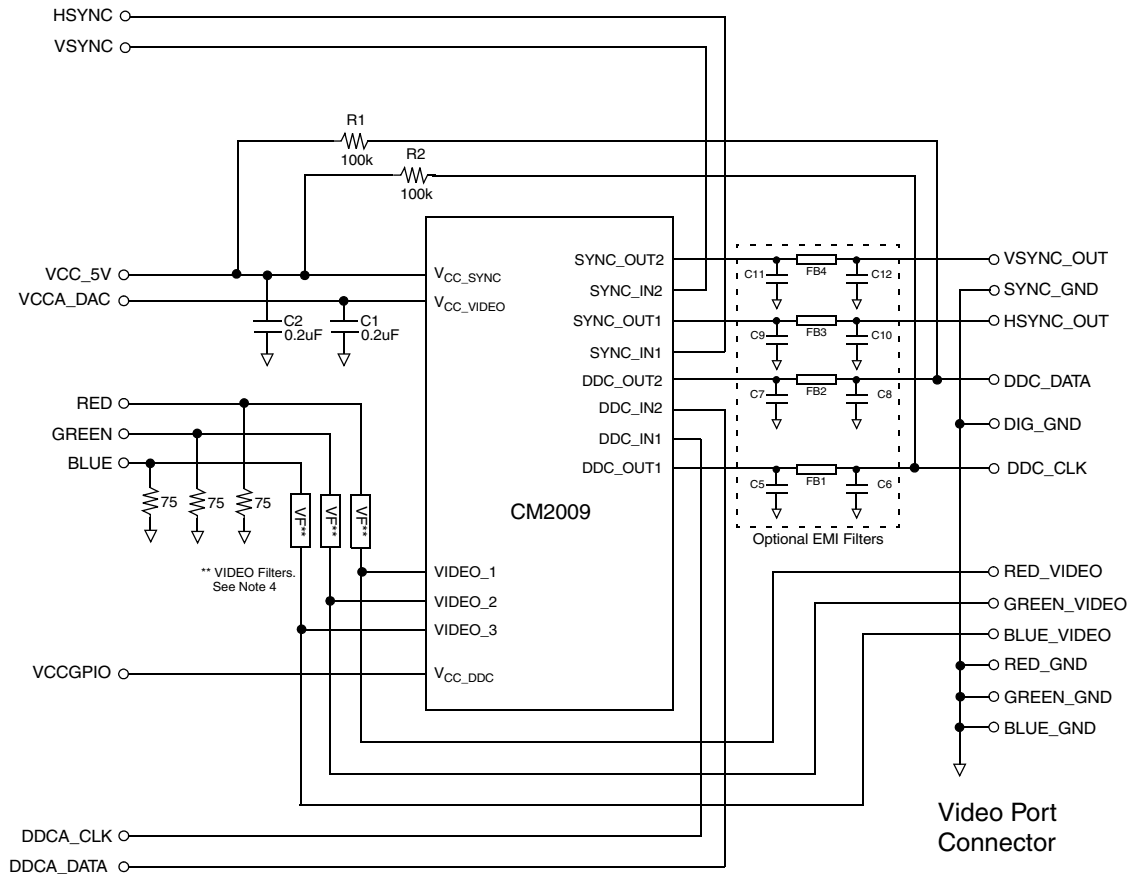 HSYNC
VSYNC
R1
100k
R2
100k
VCC_5V
VCCA_DAC
VCC_SYNC
VCC_VIDEO
C2
0.2uF
C1
0.2uF
SYNC_OUT2
SYNC_IN2
SYNC_OUT1
SYNC_IN1
DDC_OUT2
DDC_IN2
DDC_IN1
DDC_OUT1
C11
FB4
C12
C9
FB3
C10
C7
FB2
C8
C5
FB1
C6
Optional EMI Filters
VSYNC_OUT
SYNC_GND
HSYNC_OUT
DDC_DATA
DIG_GND
DDC_CLK
RED
GREEN
BLUE
75
75
75
VF**
VF**
VF**
** VIDEO Filters.
See Note 4
CM2009
VIDEO_1
VIDEO_2
VIDEO_3
VCCGPIO
VCC_DDC
RED_VIDEO
GREEN_VIDEO
BLUE_VIDEO
RED_GND
GREEN_GND
BLUE_GND
Video Port
Connector
DDCA_CLK
DDCA_DATA